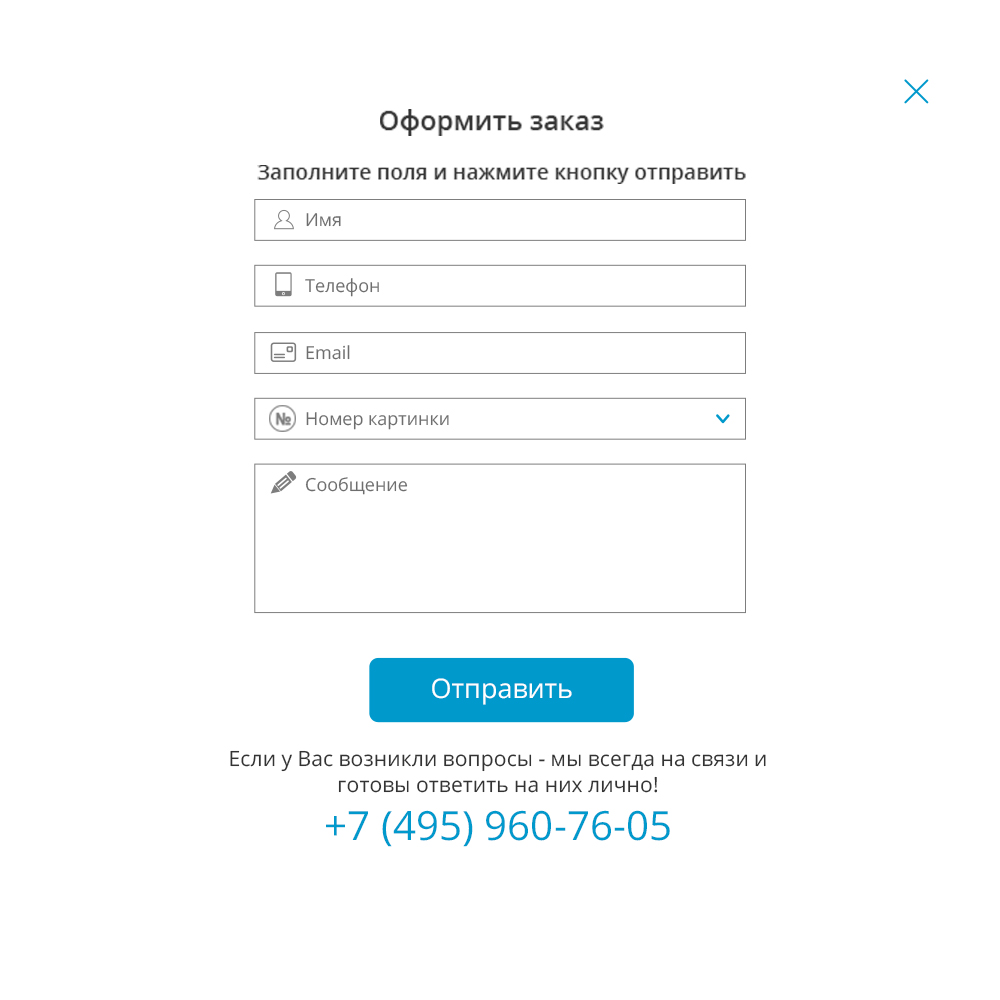 Оформить заказ
Заполните поля и нажмите кнопку отправить
Имя
Телефон
Email
№ Номер картинки
Сообщение
Отправить
Если у Вас возникли вопросы - мы всегда на связи и
готовы ответить на них лично!
+7 (495) 960-76-05